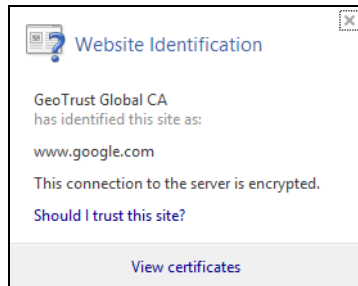 Website Identification
GeoTrust Global CA
has identified this site as:
www.google.com
This connection to the server is encrypted.
Should I trust this site?
View certificates